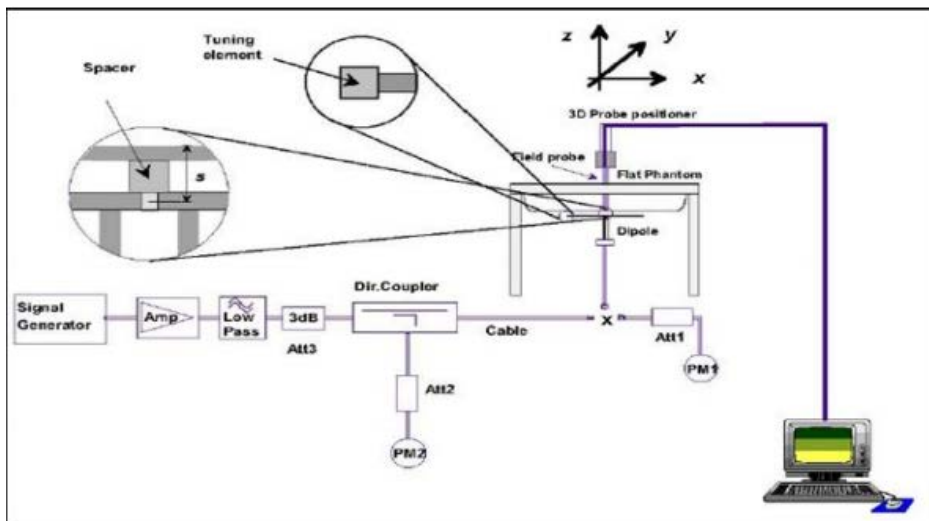 z
y
x
Tuning
element
Spacer
s
3D Probe positioner
Field probe
Flat Phantom
Dipole
Dir.Coupler
Signal
Generator
Amp
Low
Pass
3dB
Att3
Cable
x
Att1
PM1
Att2
PM2